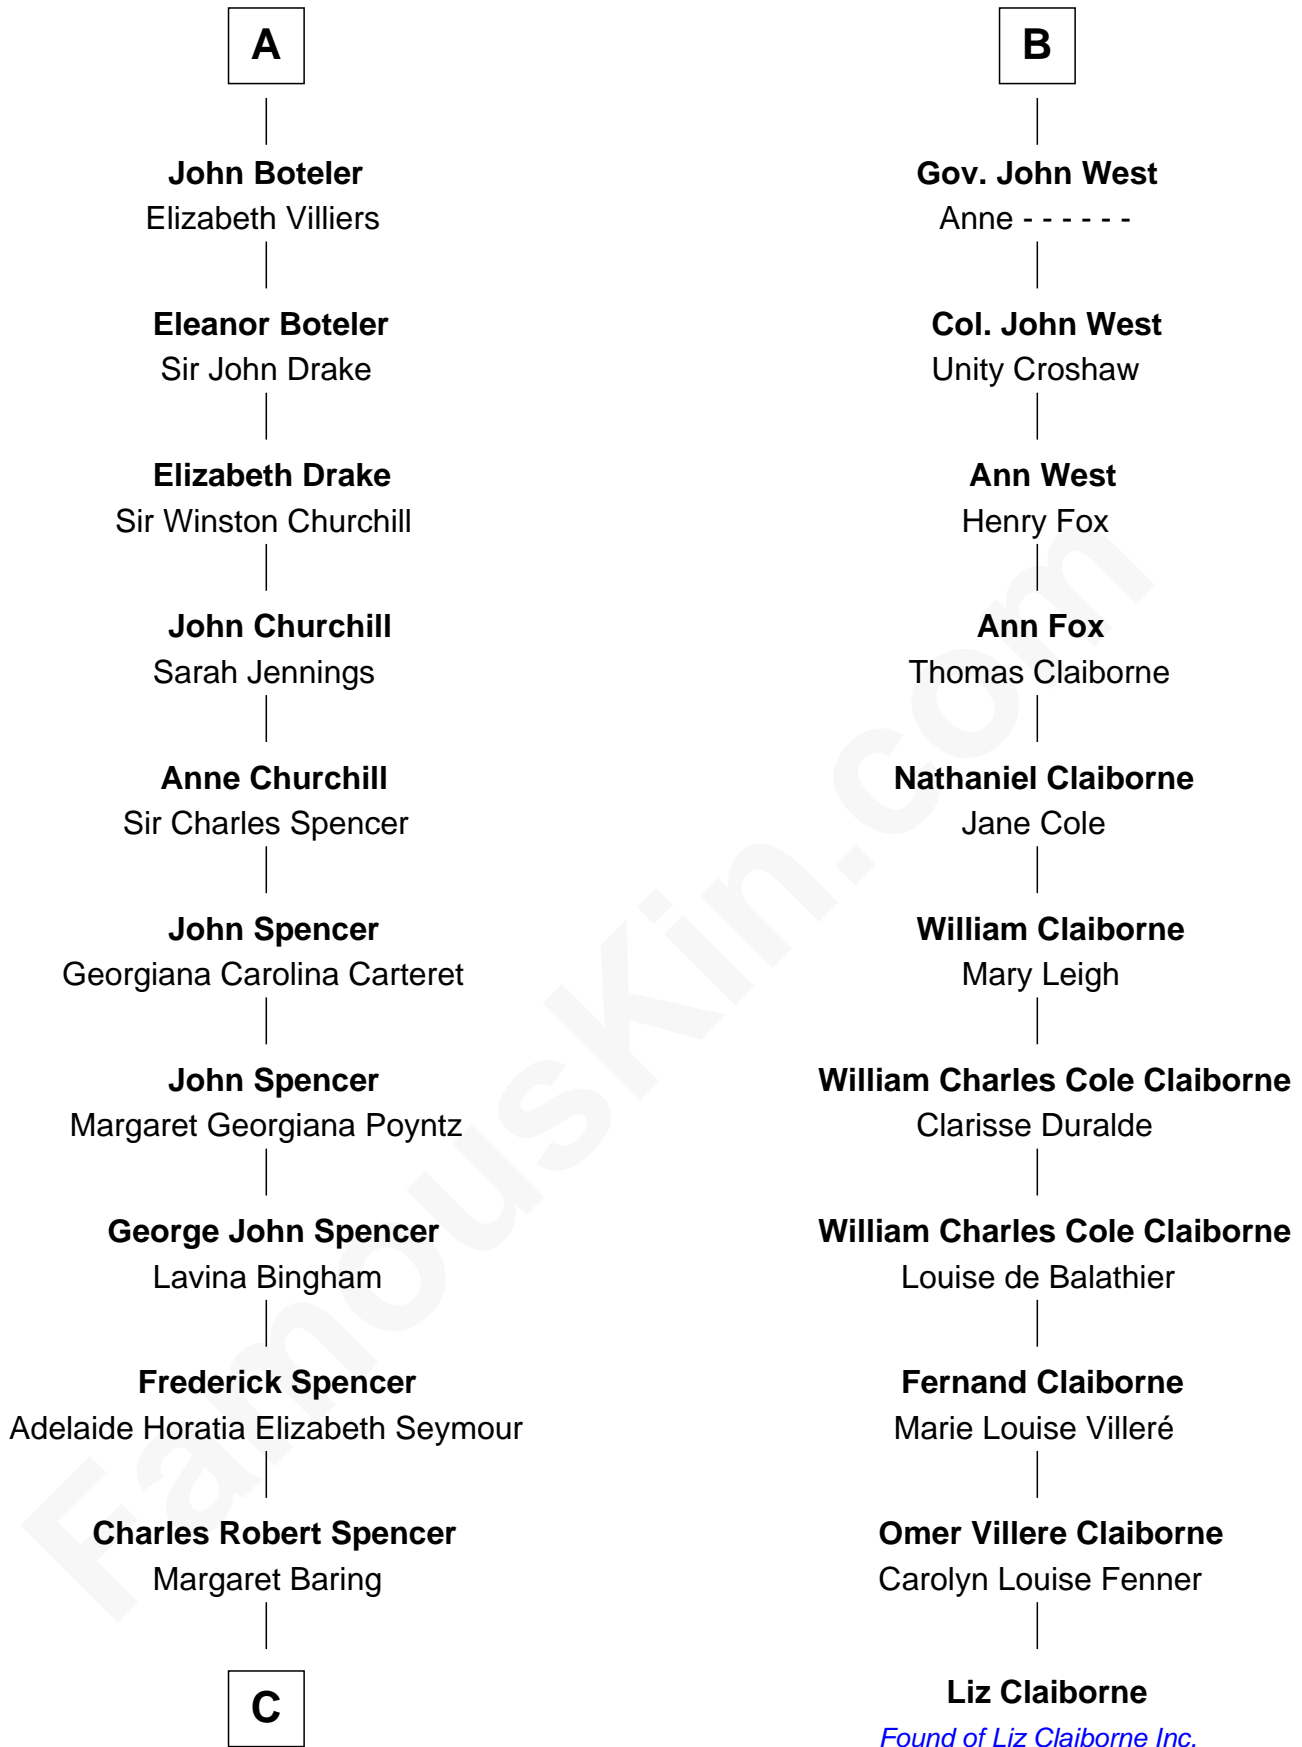 A
John Boteler
Elizabeth Villiers
Eleanor Boteler
Sir John Drake
Elizabeth Drake
Sir Winston Churchill
John Churchill
Sarah Jennings
Anne Churchill
Sir Charles Spencer
John Spencer
Georgiana Carolina Carteret
John Spencer
Margaret Georgiana Poyntz
George John Spencer
Lavina Bingham
Frederick Spencer
Adelaide Horatia Elizabeth Seymour
Charles Robert Spencer
Margaret Baring
C
B
Gov. John West
Anne - - - - - -
Col. John West
Unity Croshaw
Ann West
Henry Fox
Ann Fox
Thomas Claiborne
Nathaniel Claiborne
Jane Cole
William Claiborne
Mary Leigh
William Charles Cole Claiborne
Clarisse Duralde
William Charles Cole Claiborne
Louise de Balathier
Fernand Claiborne
Marie Louise Villeré
Omer Villere Claiborne
Carolyn Louise Fenner
Liz Claiborne
Found of Liz Claiborne Inc.
FamousKin.com